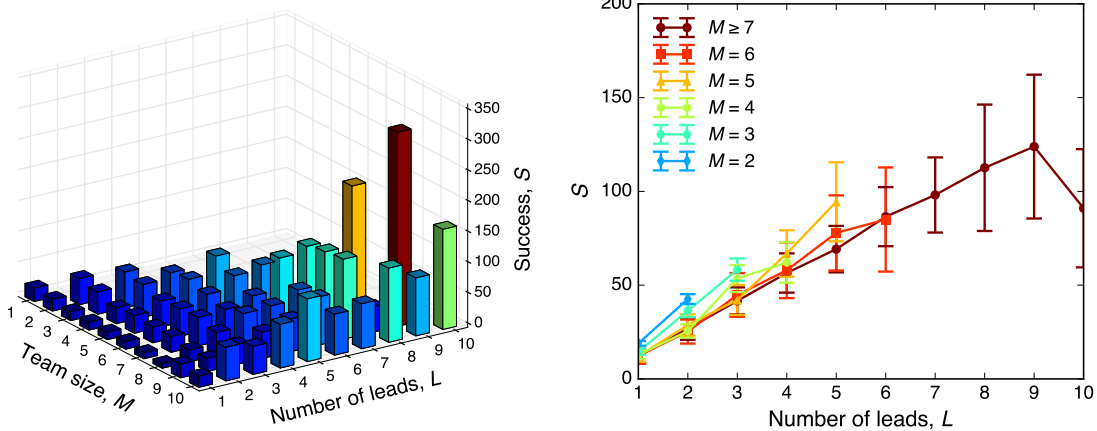 350
300
250
200
150
100
50
0
Success, S
1
2
3
4
5
6
7
8
9
10
Team size, M
1
2
3
4
5
6
7
8
9
10
Number of leads, L
200
150
100
50
0
S
M ≥ 7
M = 6
M = 5
M = 4
M = 3
M = 2
1 2 3 4 5 6 7 8 9 10
Number of leads, L